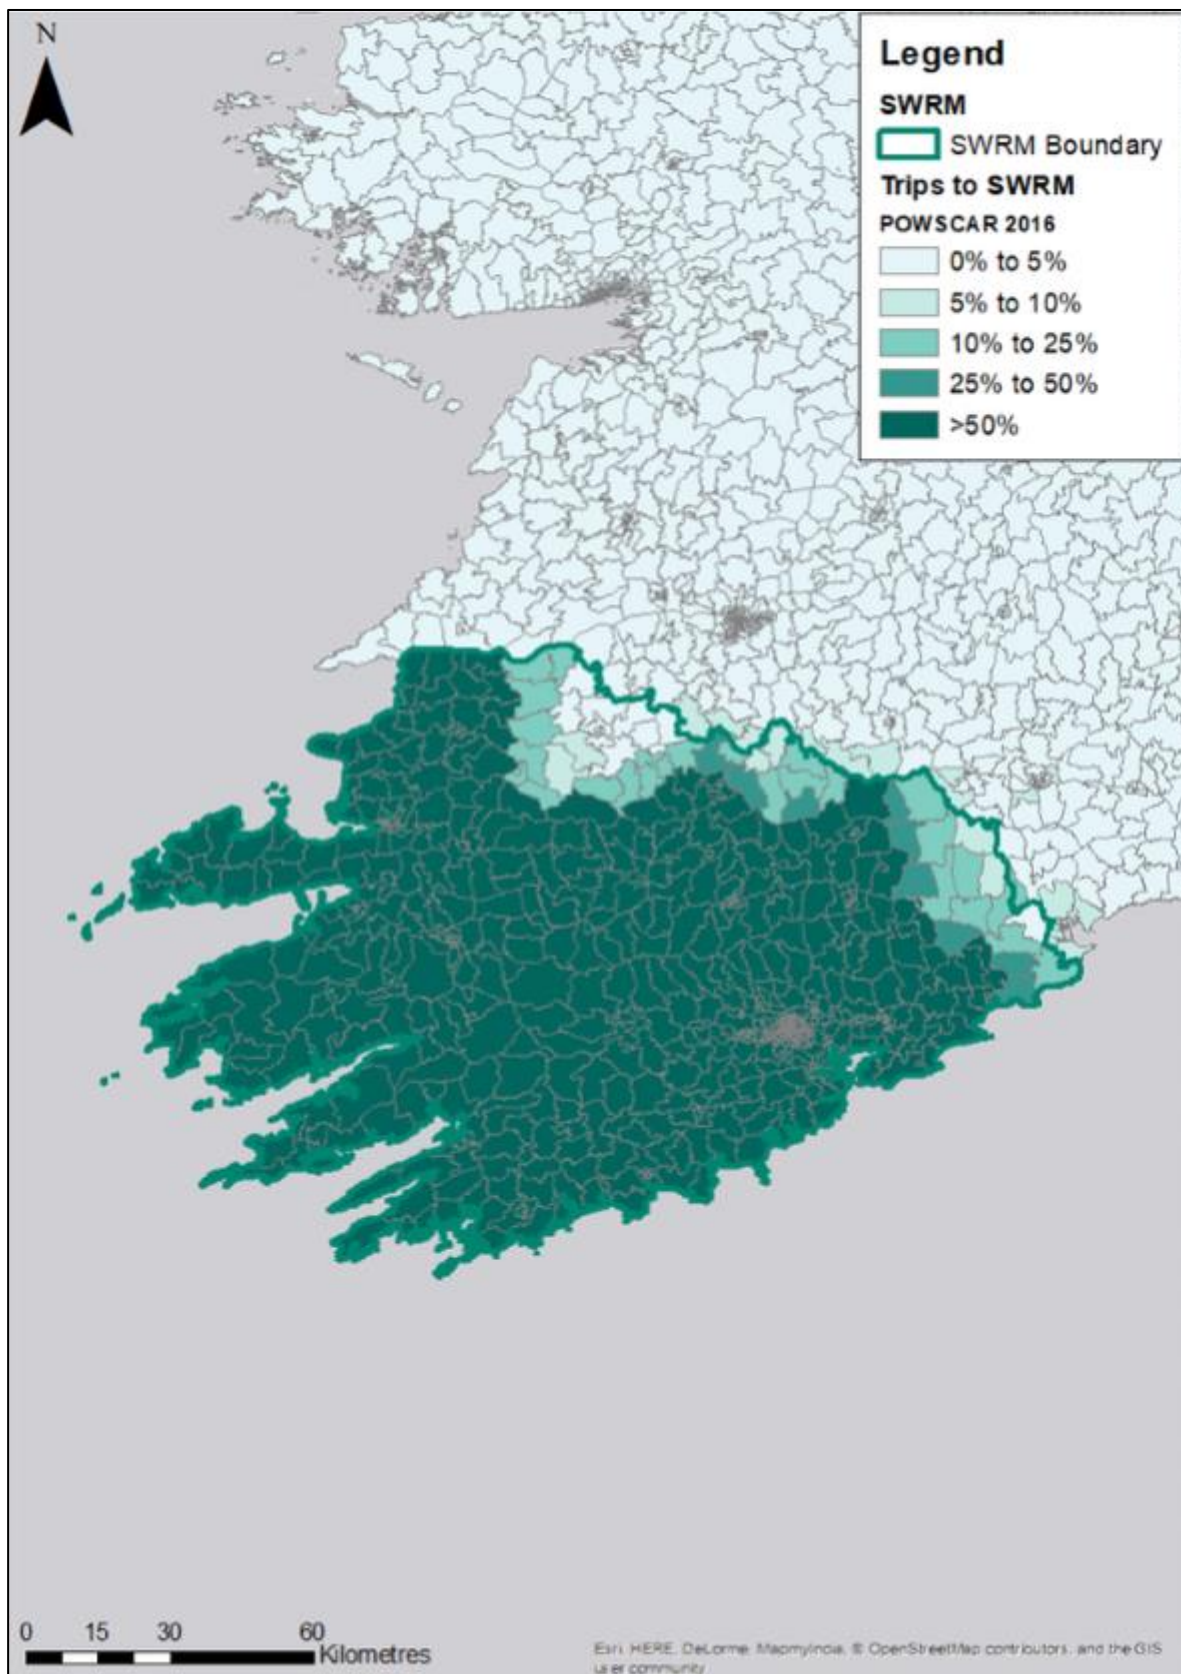 N
Legend
SWRM
SWRM Boundary
Trips to SWRM
POWSCAR 2016
0% to 5%
5% to 10%
10% to 25%
25% to 50%
>50%
0 15 30 60
Kilometres
Esri, HERE, DeLorme, MapmyIndia, © OpenStreetMap contributors, and the GIS
user community